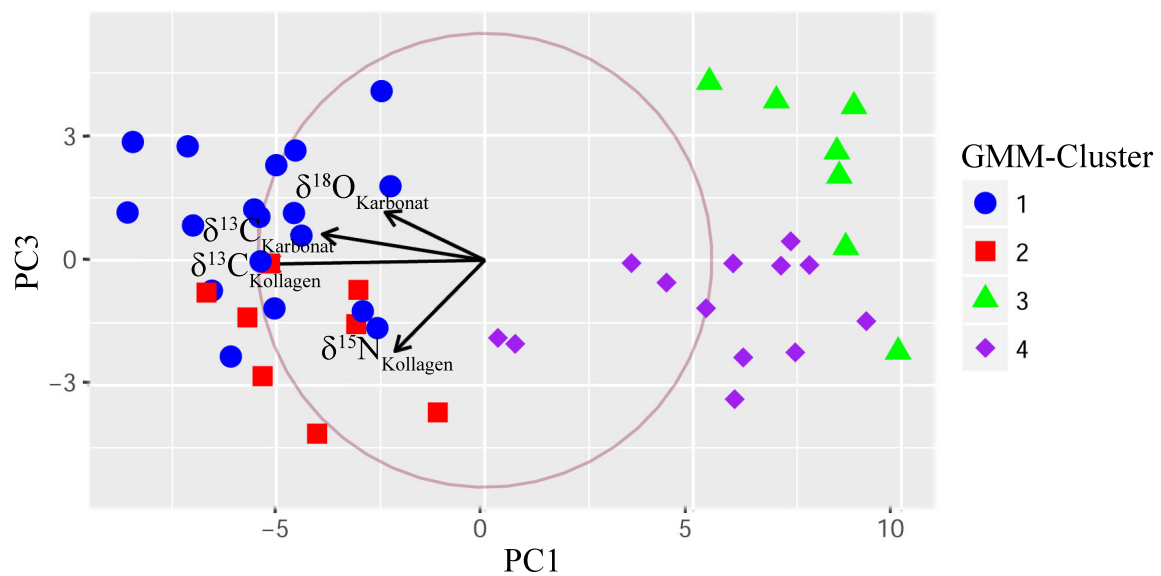 3
0
−3
PC3
δ18OKarbonat
δ13CKarbonat
δ13CKollagen
δ15NKollagen
−5
0
5
10
PC1
GMM-Cluster
1
2
3
4